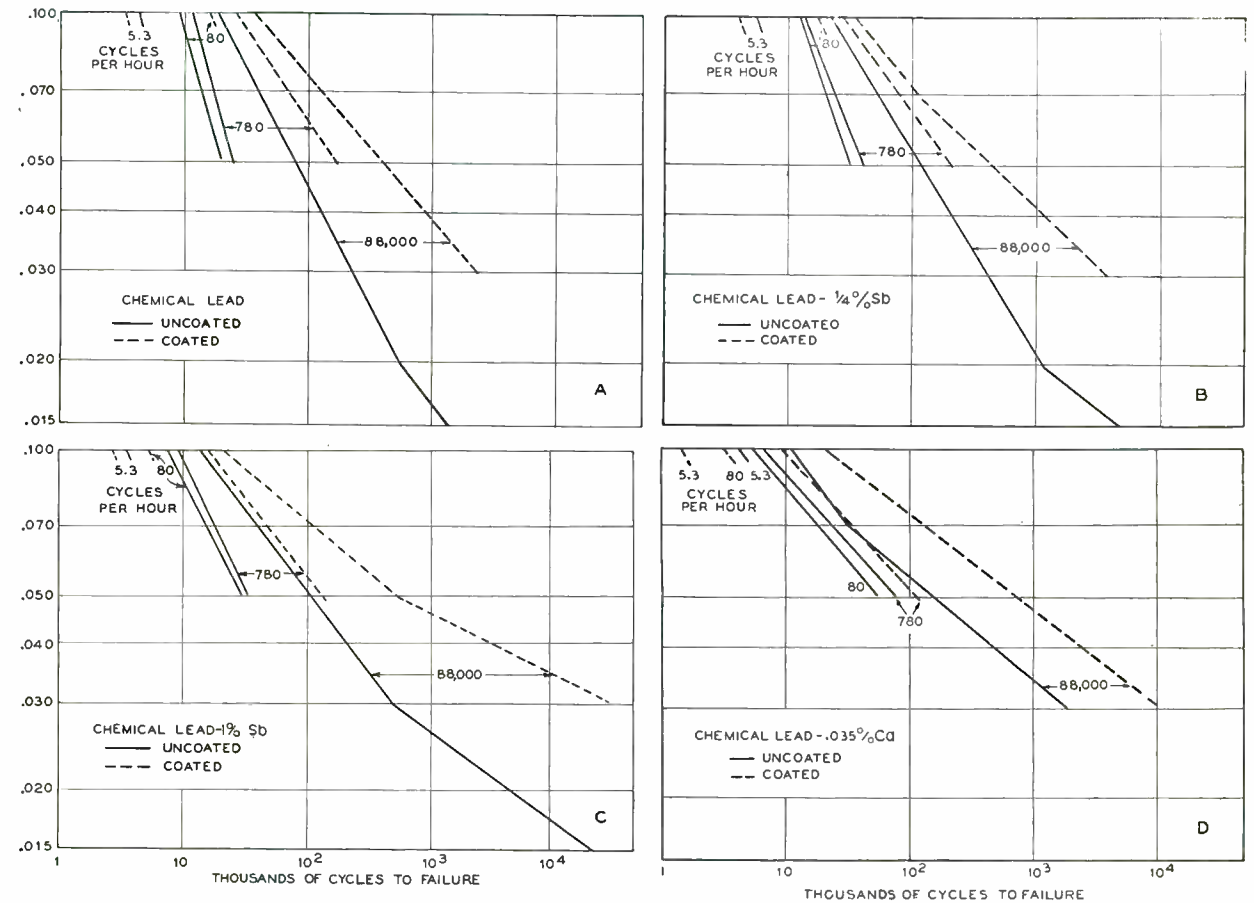 .100
.070
.050
.040
.030
.020
.015
5.3
80
CYCLES
PER HOUR
780
88,000
CHEMICAL LEAD
UNCOATED
COATED
A
5.3
80
CYCLES
PER HOUR
780
88,000
CHEMICAL LEAD- 1/4%Sb
UNCOATEO
COATED
B
.100
.070
.050
.040
.030
.020
.015
5.3
80
CYCLES
PER HOUR
780
88,000
CHEMICAL LEAD-1% Sb
UNCOATED
COATED
C
1 10 10² 10³ 10⁴
THOUSANDS OF CYCLES TO FAILURE
5.3 80 5.3
CYCLES
PER HOUR
80
780
88,000
CHEMICAL LEAD-.035%Ca
UNCOATED
COATED
D
1 10 10² 10³ 10⁴
THOUSANDS OF CYCLES TO FAILURE